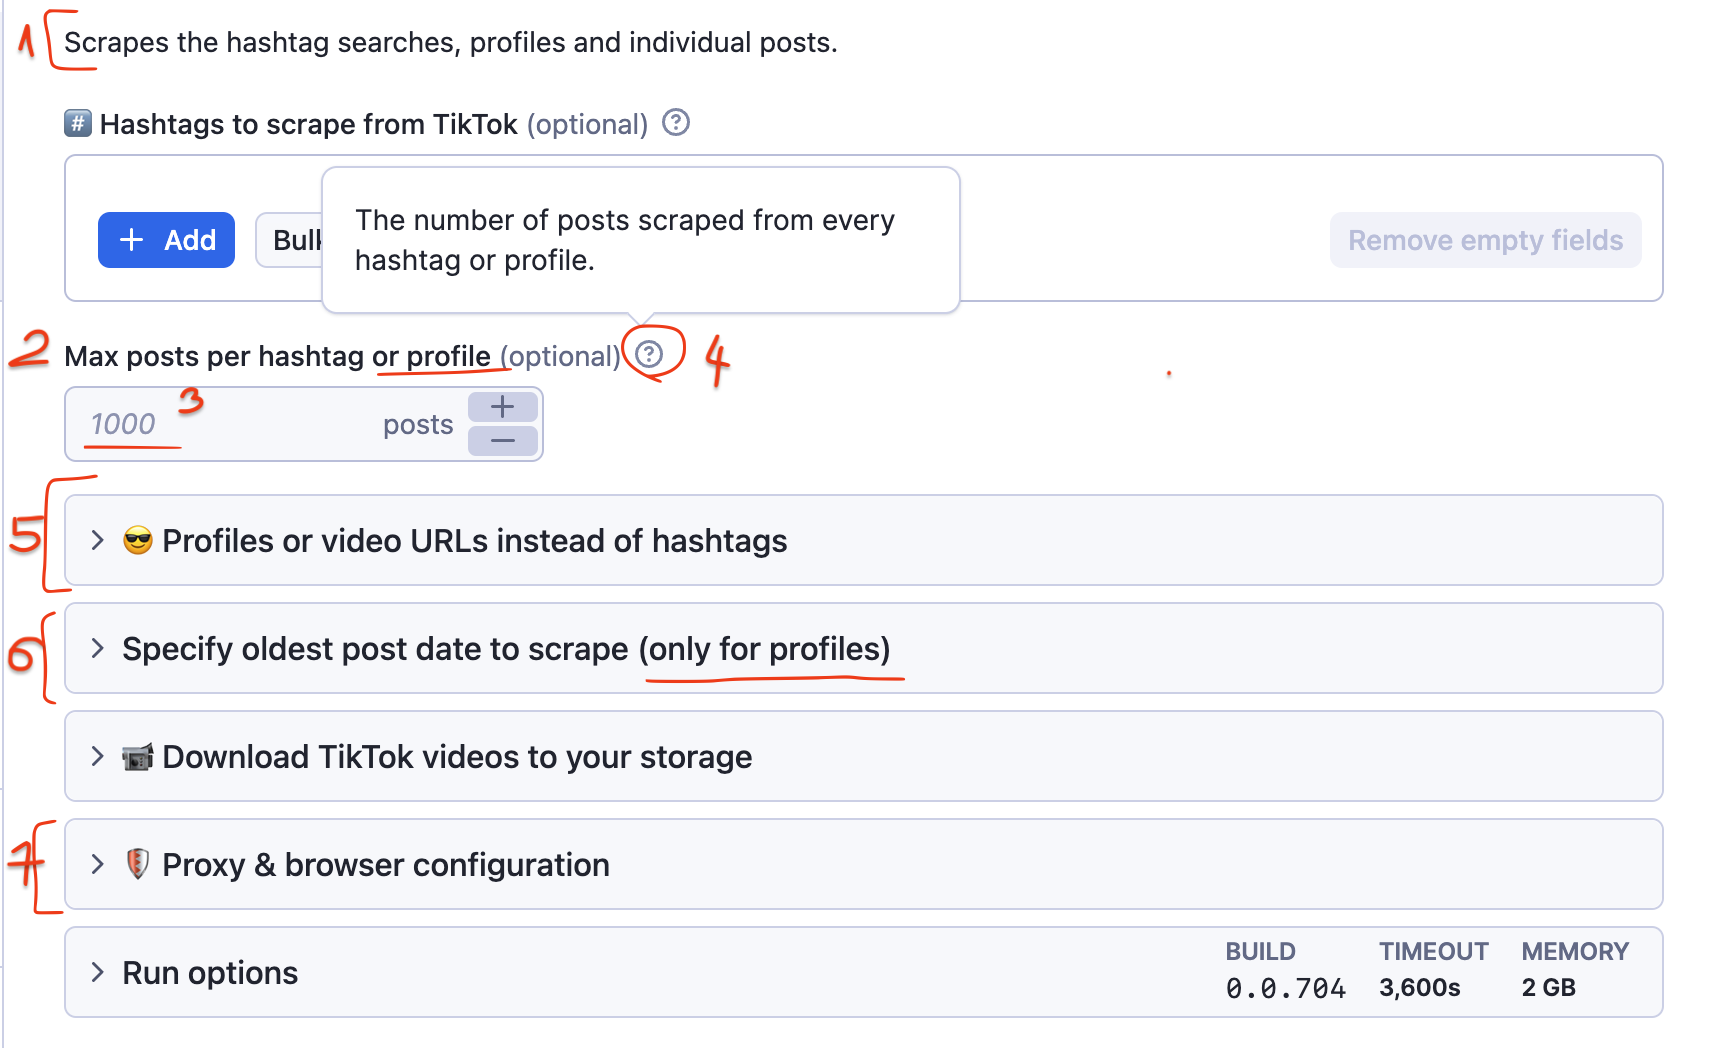 1 Scrapes the hashtag searches, profiles and individual posts.
# Hashtags to scrape from TikTok (optional) ?
The number of posts scraped from every
hashtag or profile.
+ Add Bulk Remove empty fields
2 Max posts per hashtag or profile (optional) ? 4
1000 3 posts + −
5 > 😎 Profiles or video URLs instead of hashtags
6 > Specify oldest post date to scrape (only for profiles)
> Download TikTok videos to your storage
7 > Proxy & browser configuration
> Run options
BUILD TIMEOUT MEMORY
0.0.704 3,600s 2 GB